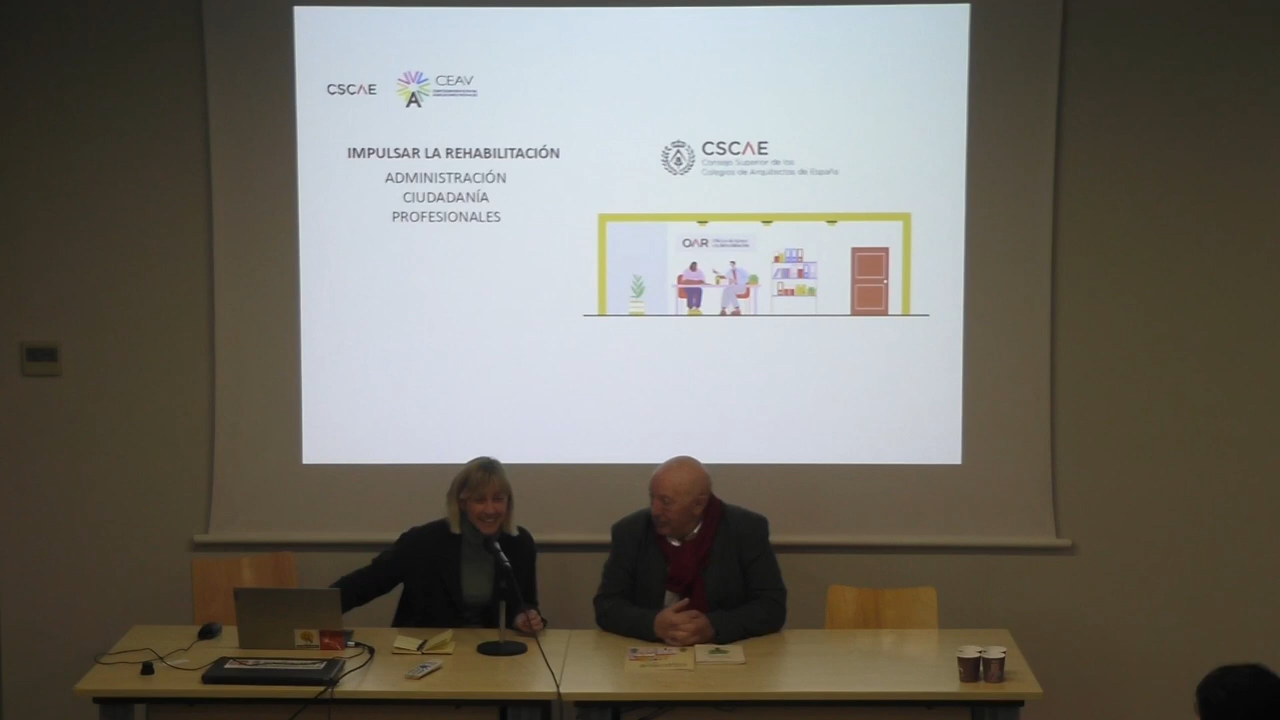 CSCAE
CEAV
IMPULSAR LA REHABILITACIÓN
ADMINISTRACIÓN
CIUDADANÍA
PROFESIONALES
CSCAE
Consejo Superior de los
Colegios de Arquitectos de España
OAR